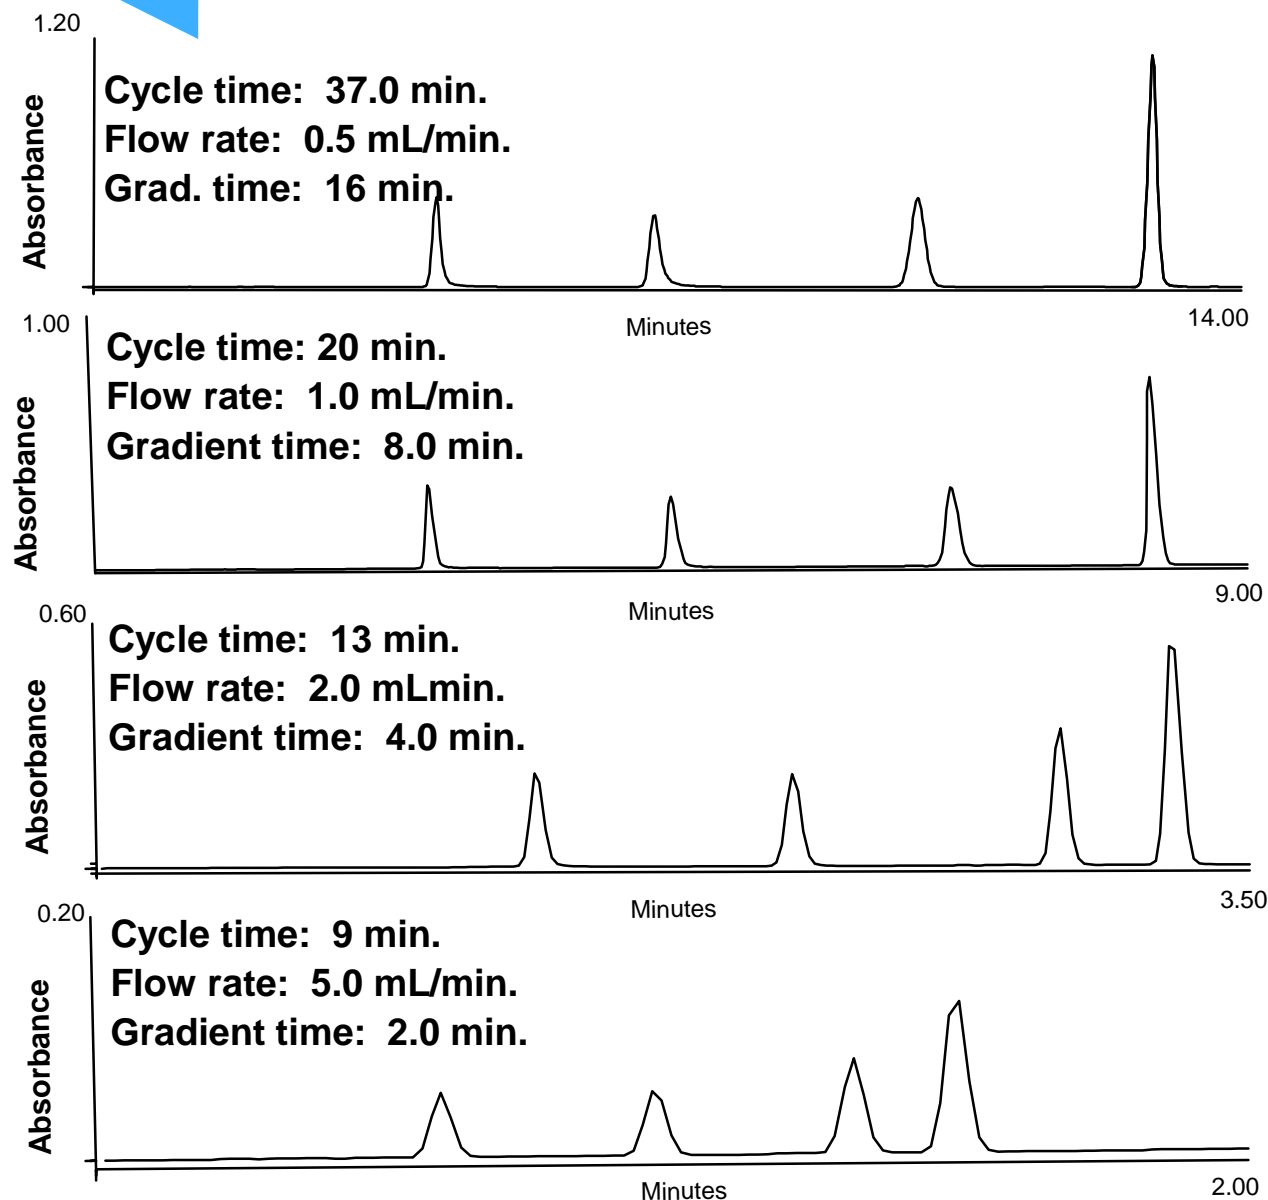 1.20
Absorbance
Cycle time:  37.0 min.
Flow rate:  0.5 mL/min.
Grad. time:  16 min.
Minutes
14.00
1.00
Absorbance
Cycle time: 20 min.
Flow rate:  1.0 mL/min.
Gradient time:  8.0 min.
Minutes
9.00
0.60
Absorbance
Cycle time:  13 min.
Flow rate:  2.0 mLmin.
Gradient time:  4.0 min.
Minutes
3.50
0.20
Absorbance
Cycle time:  9 min.
Flow rate:  5.0 mL/min.
Gradient time:  2.0 min.
Minutes
2.00